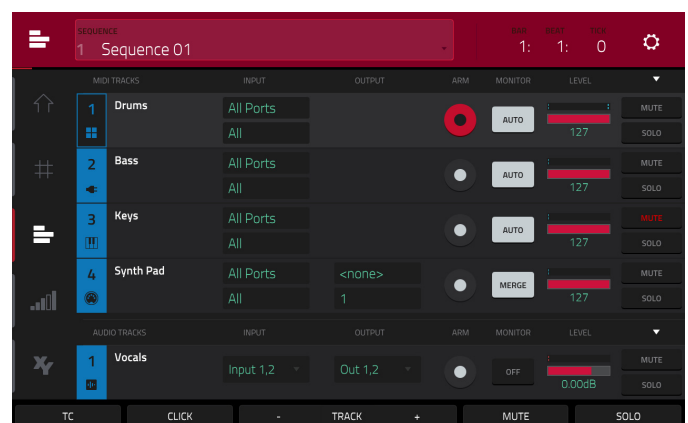 SEQUENCE
1 Sequence 01
BAR BEAT TICK
1: 1: 0
MIDI TRACKS INPUT OUTPUT ARM MONITOR LEVEL
1 Drums All Ports MUTE
All AUTO 127 SOLO
2 Bass All Ports MUTE
All AUTO 127 SOLO
3 Keys All Ports MUTE
All AUTO 127 SOLO
4 Synth Pad All Ports <none> MUTE
All 1 MERGE 127 SOLO
AUDIO TRACKS INPUT OUTPUT ARM MONITOR LEVEL
1 Vocals Input 1,2 Out 1,2 OFF MUTE
0.00dB SOLO
XY
TC CLICK - TRACK + MUTE SOLO